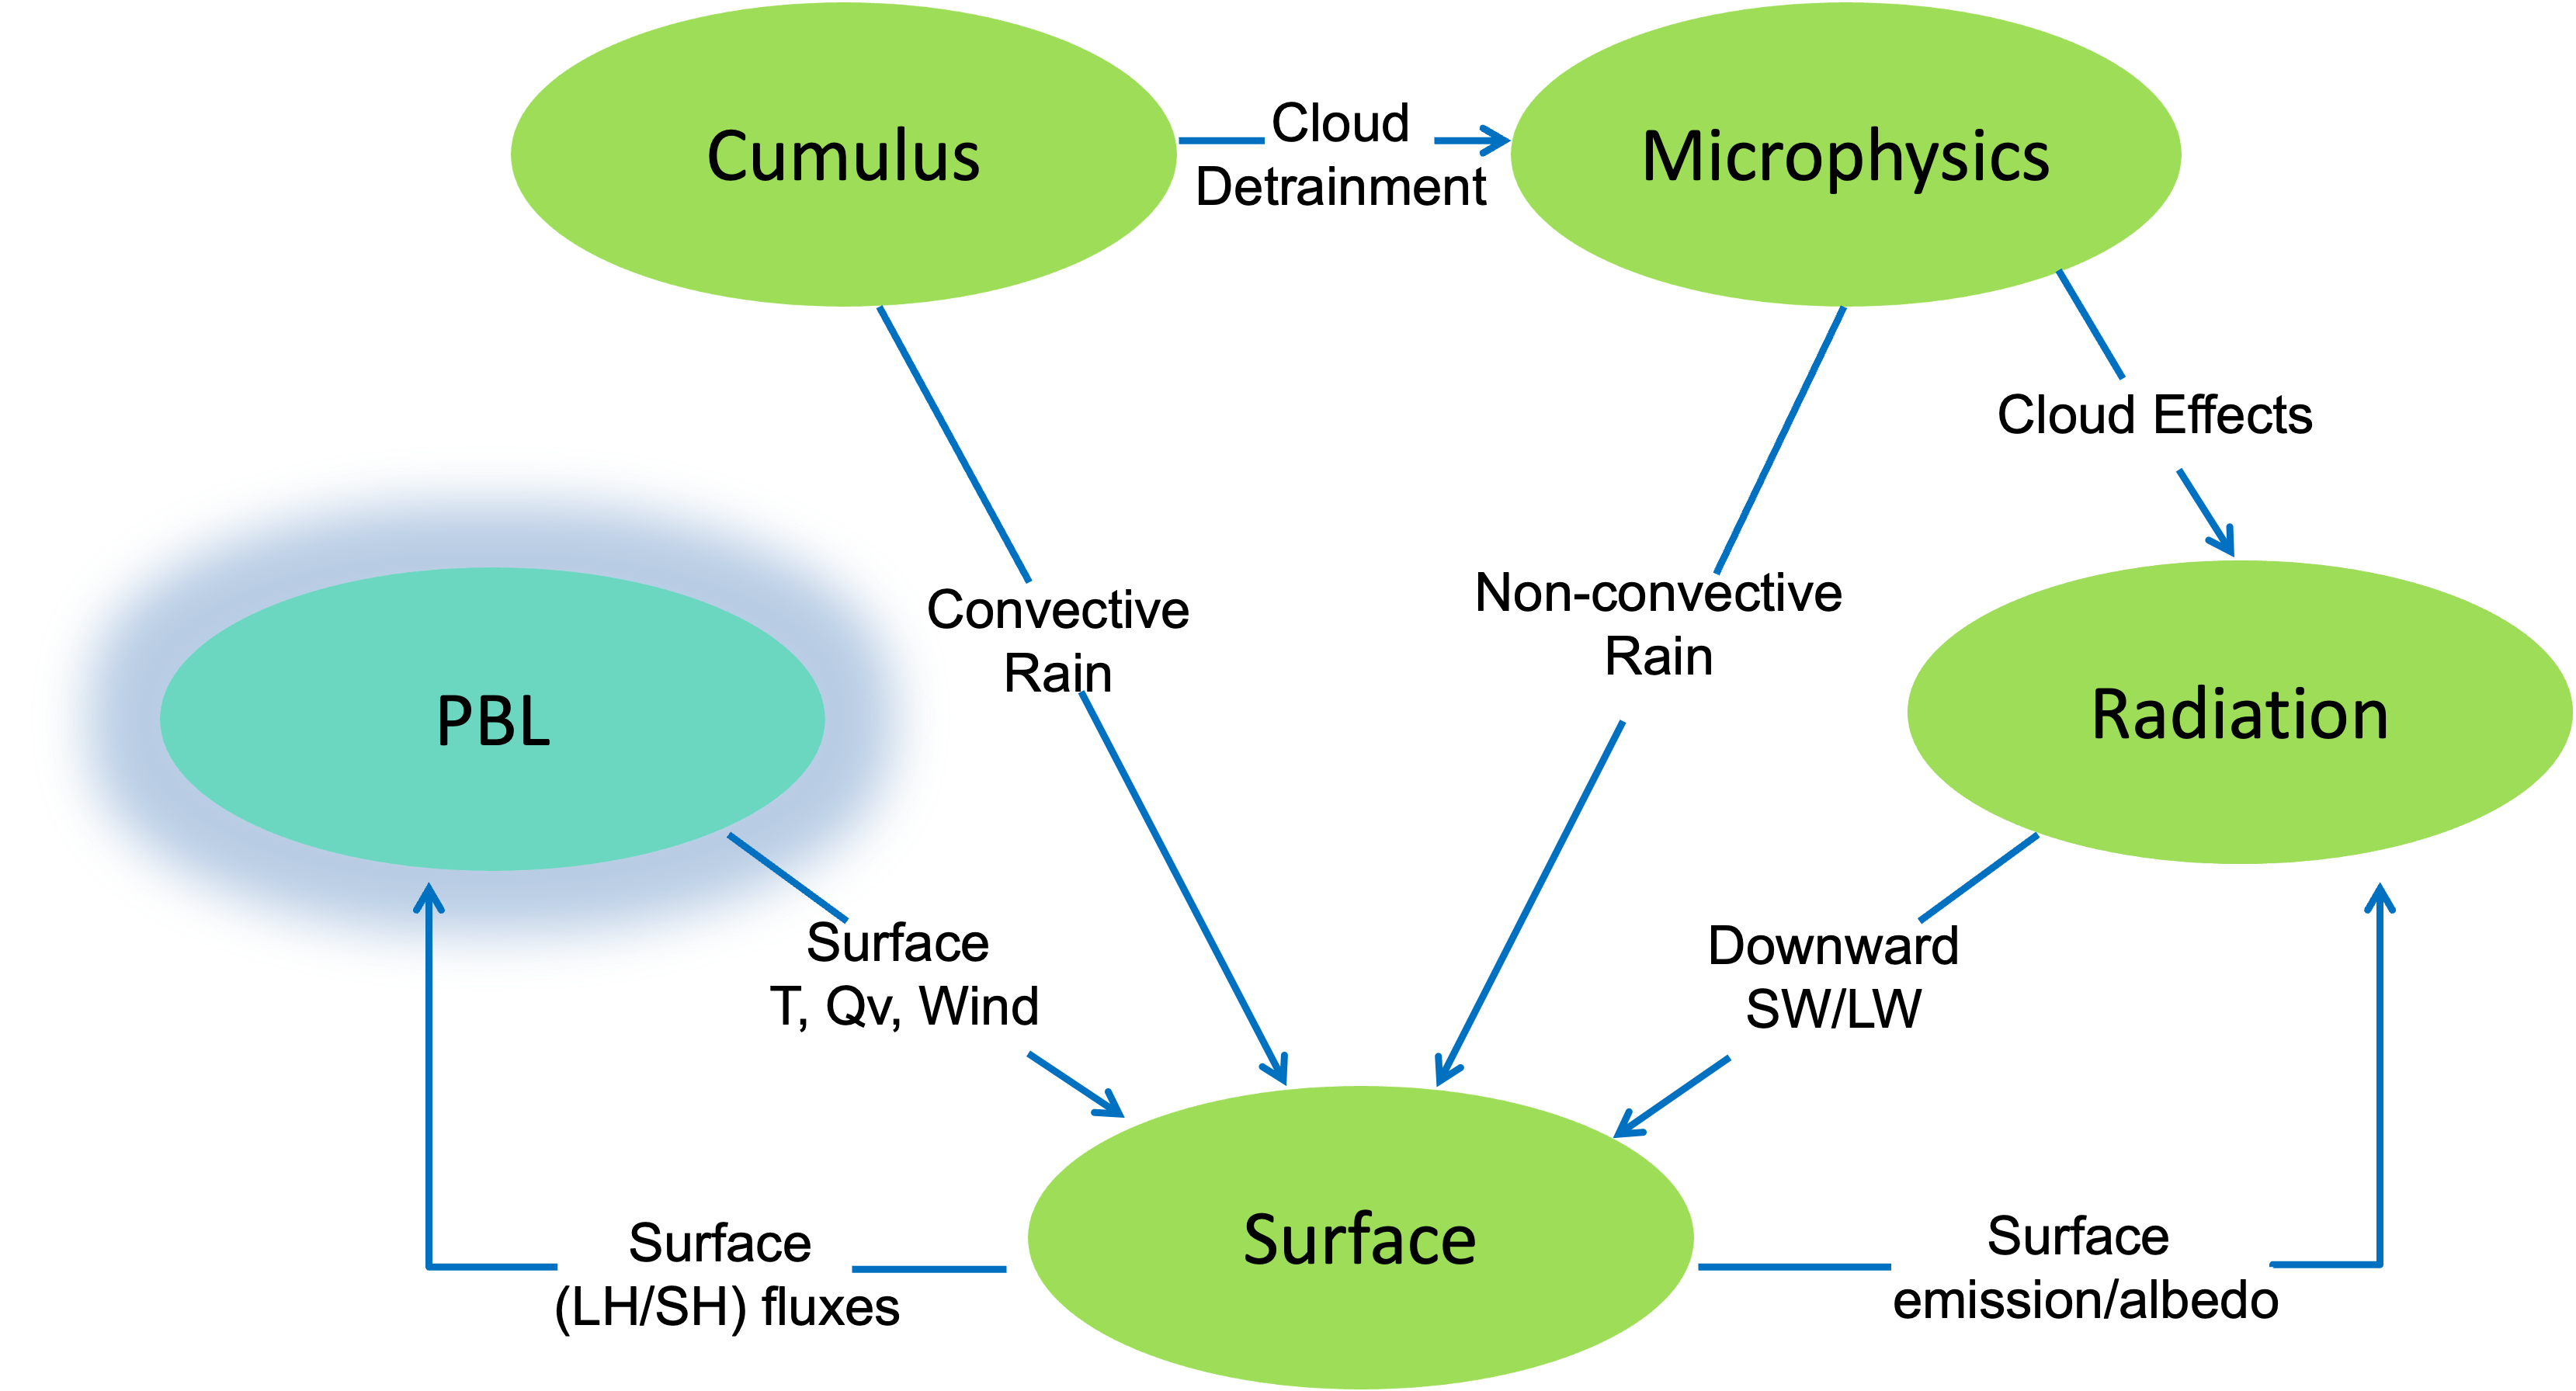 Cumulus
Cloud
Detrainment
Microphysics
Cloud Effects
Convective
Rain
Non-convective
Rain
PBL
Radiation
Surface
T, Qv, Wind
Downward
SW/LW
Surface
(LH/SH) fluxes
Surface
Surface
emission/albedo